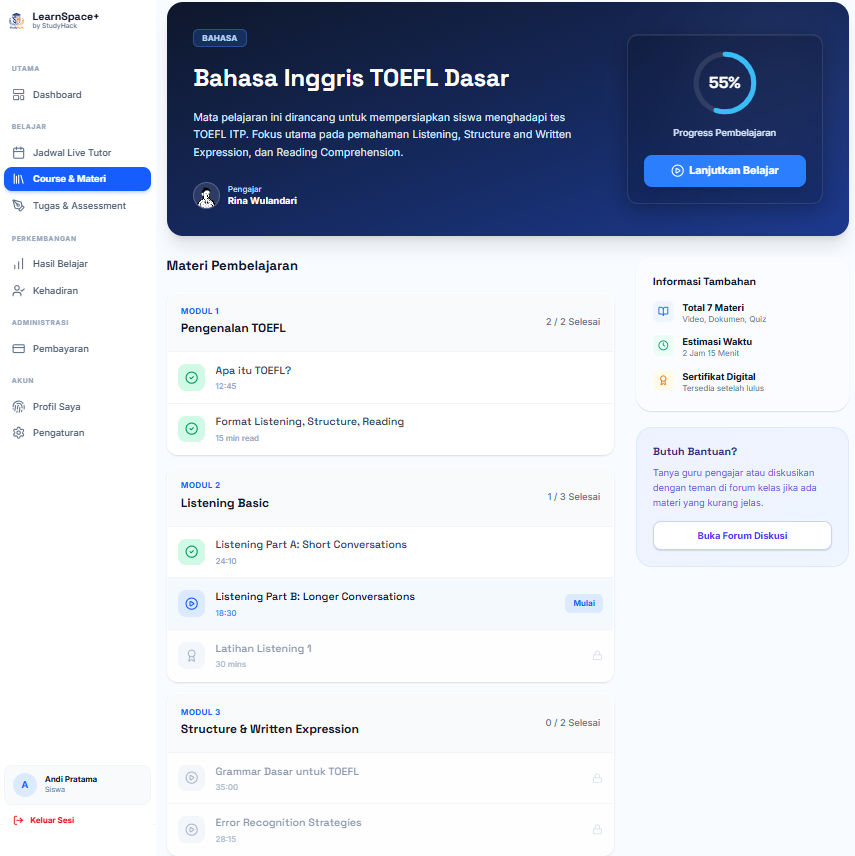 LearnSpace+
by StudyHack
UTAMA
Dashboard
BELAJAR
Jadwal Live Tutor
Course & Materi
Tugas & Assessment
PERKEMBANGAN
Hasil Belajar
Kehadiran
ADMINISTRASI
Pembayaran
AKUN
Profil Saya
Pengaturan
A
Andi Pratama
Siswa
Keluar Sesi
BAHASA
Bahasa Inggris TOEFL Dasar
Mata pelajaran ini dirancang untuk mempersiapkan siswa menghadapi tes
TOEFL ITP. Fokus utama pada pemahaman Listening, Structure and Written
Expression, dan Reading Comprehension.
Pengajar
Rina Wulandari
55%
Progress Pembelajaran
Lanjutkan Belajar
Materi Pembelajaran
MODUL 1
Pengenalan TOEFL
2 / 2 Selesai
Apa itu TOEFL?
12:45
Format Listening, Structure, Reading
15 min read
MODUL 2
Listening Basic
1 / 3 Selesai
Listening Part A: Short Conversations
24:10
Listening Part B: Longer Conversations
18:30
Mulai
Latihan Listening 1
30 mins
MODUL 3
Structure & Written Expression
0 / 2 Selesai
Grammar Dasar untuk TOEFL
35:00
Error Recognition Strategies
28:15
Informasi Tambahan
Total 7 Materi
Video, Dokumen, Quiz
Estimasi Waktu
2 Jam 15 Menit
Sertifikat Digital
Tersedia setelah lulus
Butuh Bantuan?
Tanya guru pengajar atau diskusikan
dengan teman di forum kelas jika ada
materi yang kurang jelas.
Buka Forum Diskusi